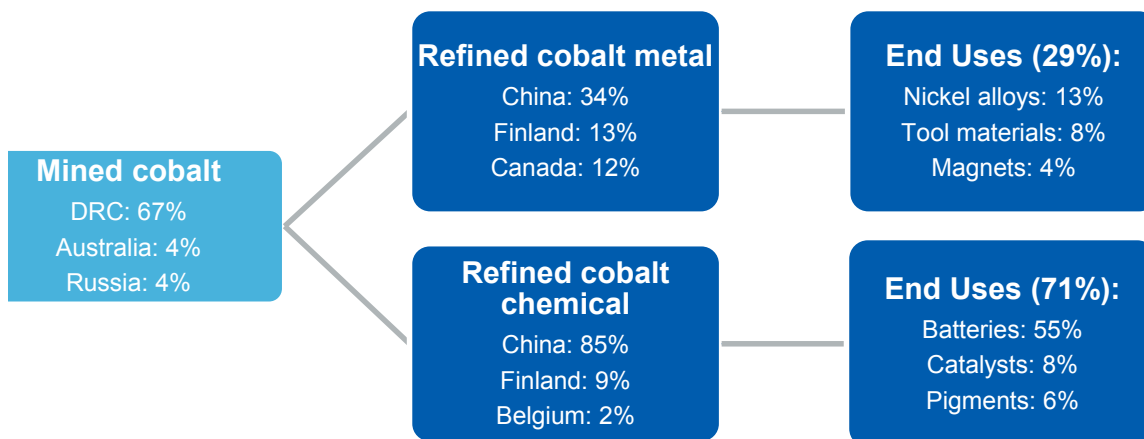 Mined cobalt
DRC: 67%
Australia: 4%
Russia: 4%
Refined cobalt metal
China: 34%
Finland: 13%
Canada: 12%
End Uses (29%):
Nickel alloys: 13%
Tool materials: 8%
Magnets: 4%
Refined cobalt
chemical
China: 85%
Finland: 9%
Belgium: 2%
End Uses (71%):
Batteries: 55%
Catalysts: 8%
Pigments: 6%